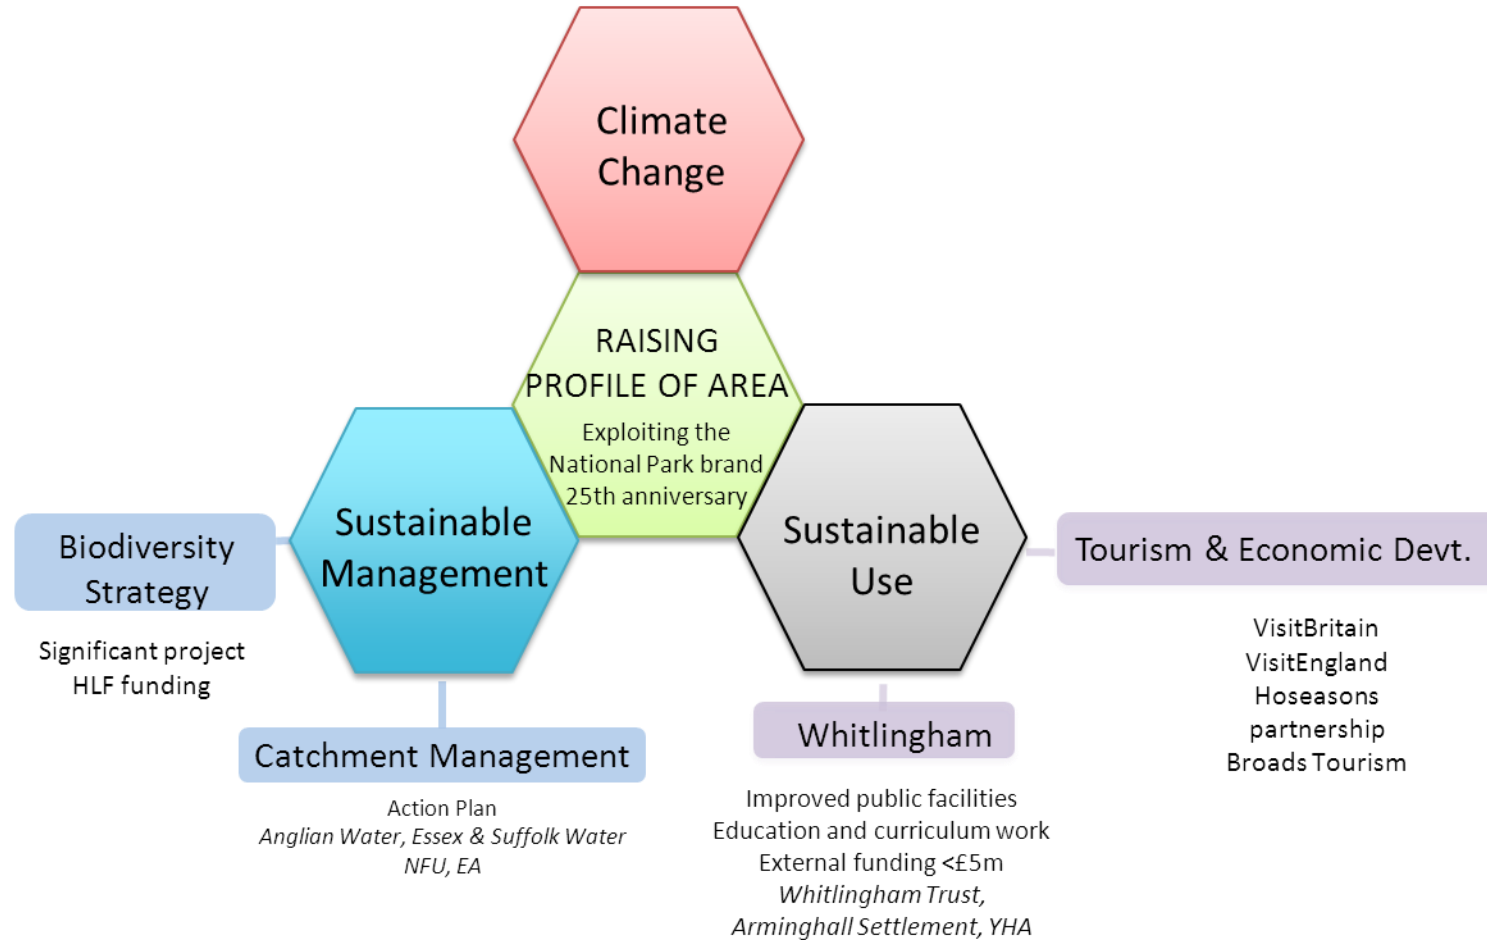 Climate
Change
RAISING
PROFILE OF AREA
Exploiting the
National Park brand
25th anniversary
Sustainable
Management
Sustainable
Use
Biodiversity
Strategy
Significant project
HLF funding
Catchment Management
Action Plan
Anglian Water, Essex & Suffolk Water
NFU, EA
Whitlingham
Improved public facilities
Education and curriculum work
External funding <£5m
Whitlingham Trust,
Arminghall Settlement, YHA
Tourism & Economic Devt.
VisitBritain
VisitEngland
Hoseasons
partnership
Broads Tourism